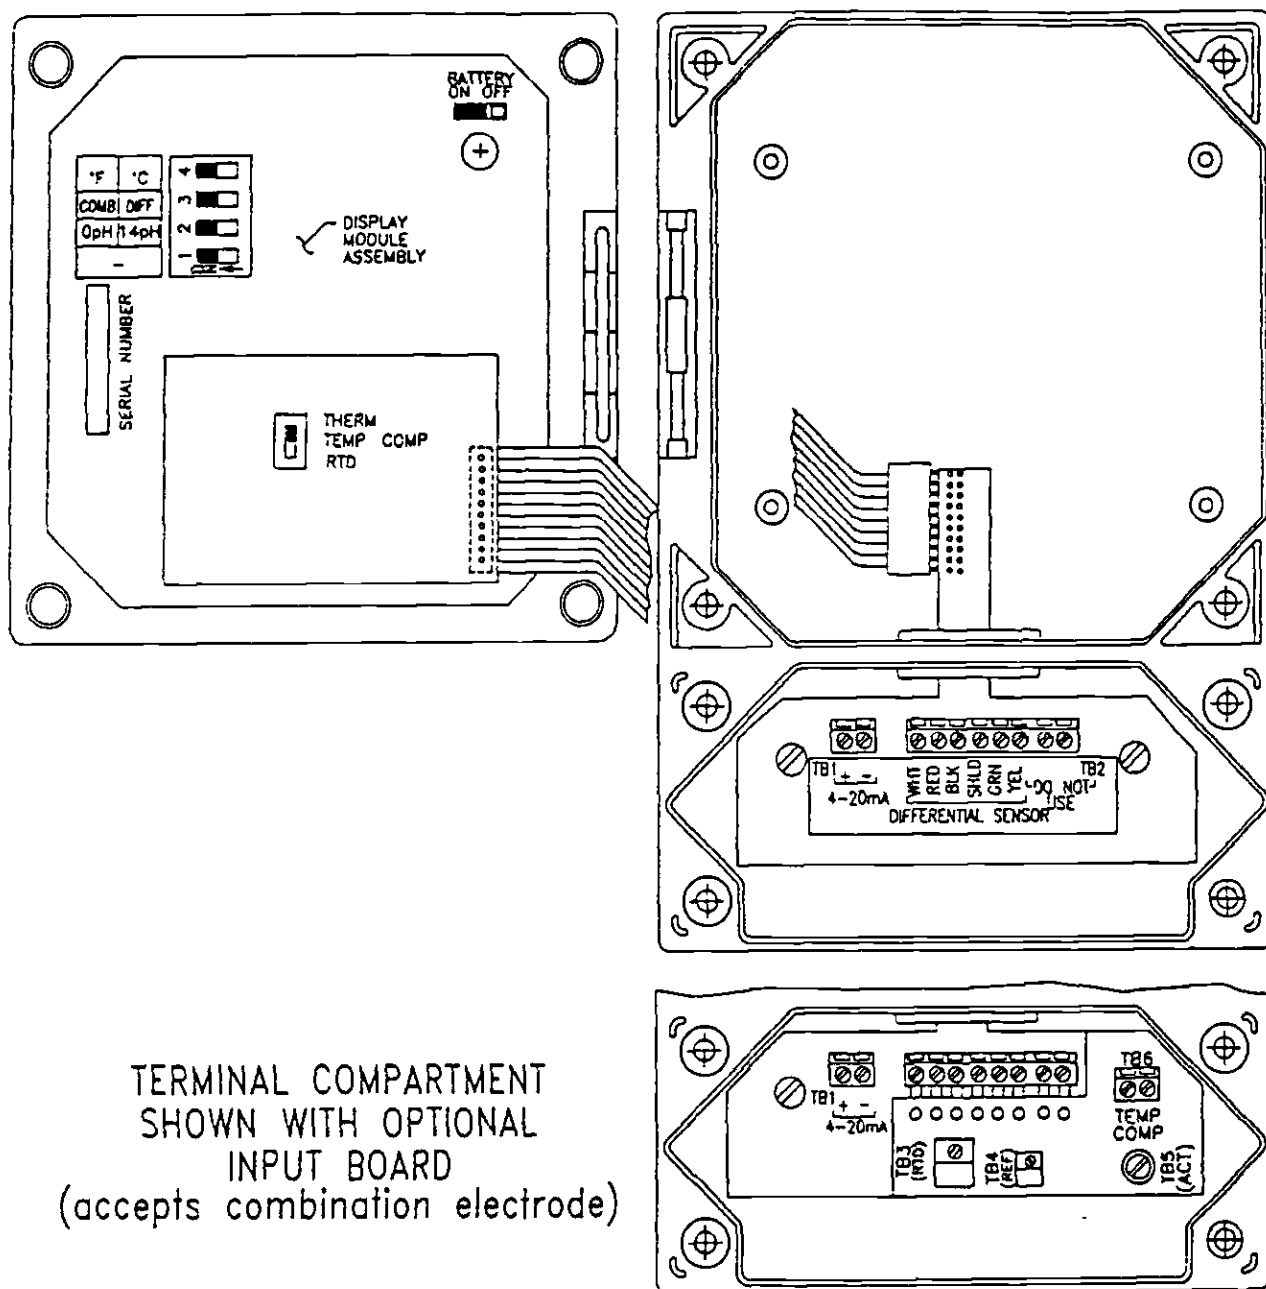 BATTERY
ON OFF
°F °C
COMB DIFF
0pH 14pH
-
4
3
2
1
DISPLAY
MODULE
ASSEMBLY
SERIAL NUMBER
THERM
TEMP COMP
RTD
TB1
+ -
4-20mA
WHT
RED
BLK
SHLD
GRN
YEL
TB2
DO NOT
USE
DIFFERENTIAL SENSOR
TERMINAL COMPARTMENT
SHOWN WITH OPTIONAL
INPUT BOARD
(accepts combination electrode)
TB1
+ -
4-20mA
TB3
(RTD)
TB4
(REF)
TB6
TEMP
COMP
TB5
(ACT)